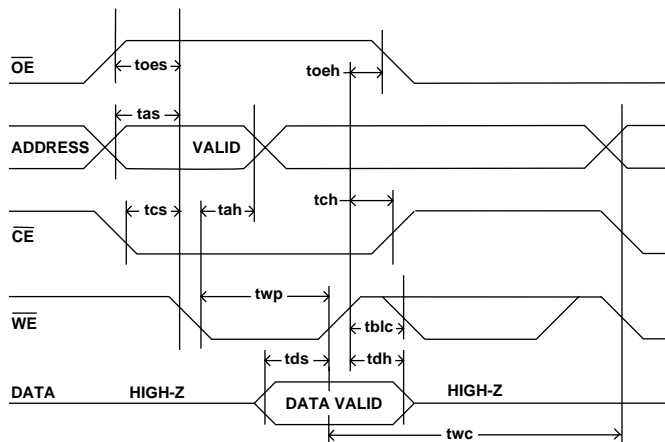 OE
toes
toeh
tas
ADDRESS
VALID
tcs
tah
tch
CE
twp
WE
tblc
tds
tdh
DATA
HIGH-Z
DATA VALID
HIGH-Z
twc